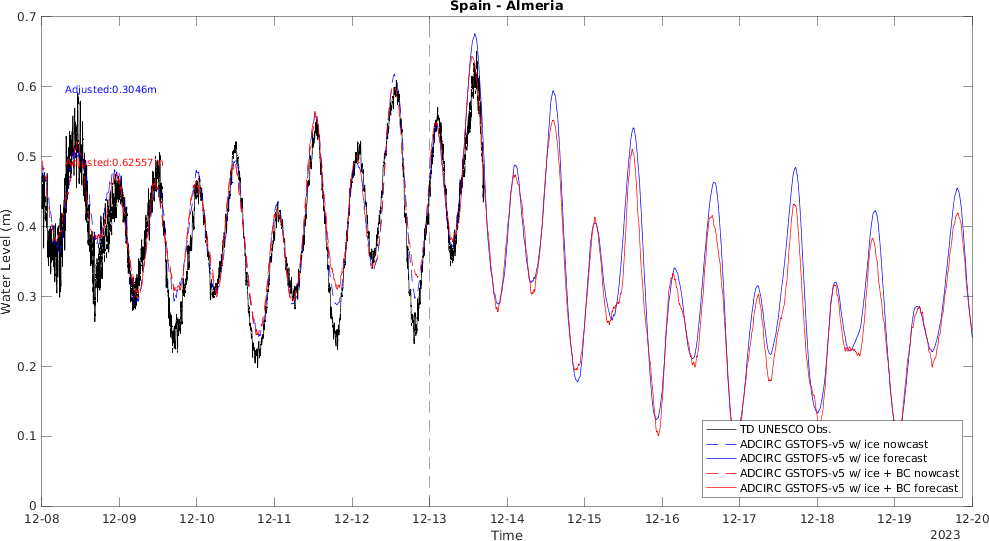 Spain - Almeria
0.7
0.6
0.5
0.4
0.3
0.2
0.1
0
Water Level (m)
Adjusted:0.3046m
Adjusted:0.62557m
TD UNESCO Obs.
ADCIRC GSTOFS-v5 w/ ice nowcast
ADCIRC GSTOFS-v5 w/ ice forecast
ADCIRC GSTOFS-v5 w/ ice + BC nowcast
ADCIRC GSTOFS-v5 w/ ice + BC forecast
12-08 12-09 12-10 12-11 12-12 12-13 12-14 12-15 12-16 12-17 12-18 12-19 12-20
Time
2023